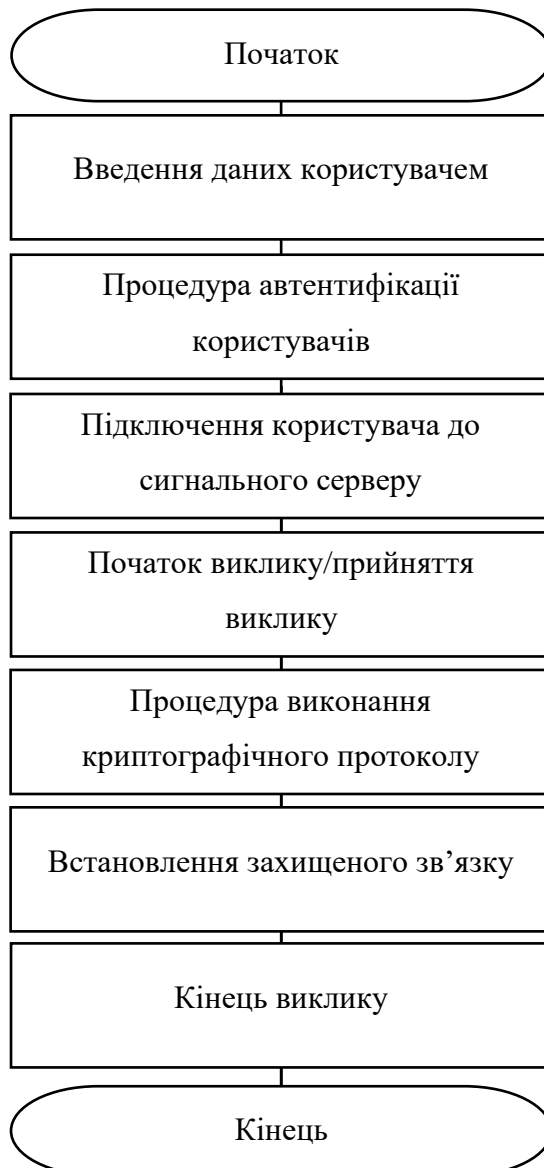 Початок
Введення даних користувачем
Процедура автентифікації
користувачів
Підключення користувача до
сигнального серверу
Початок виклику/прийняття
виклику
Процедура виконання
криптографічного протоколу
Встановлення захищеного зв’язку
Кінець виклику
Кінець